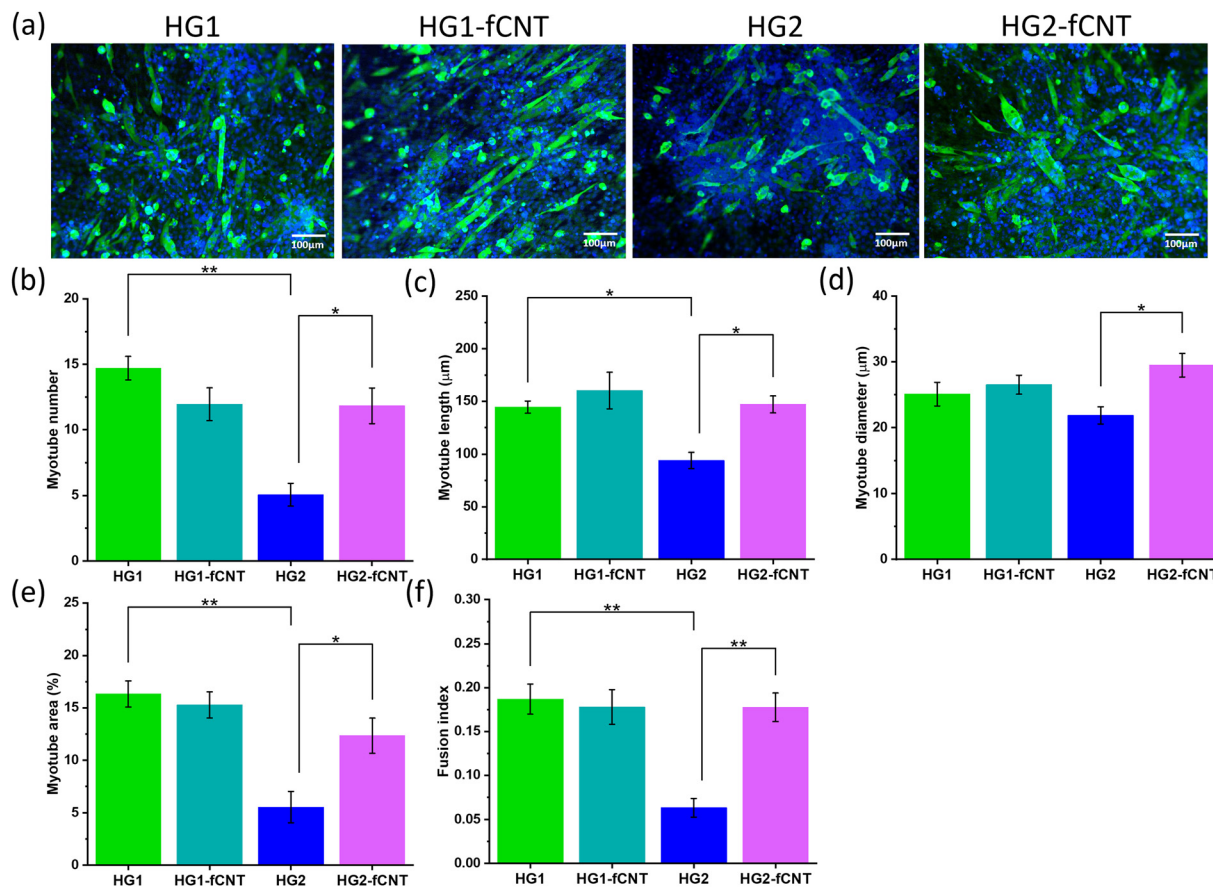 (a) HG1 HG1-fCNT HG2 HG2-fCNT
100μm 100μm 100μm 100μm
(b)
Myotube number
20
15
10
5
0
** *
HG1 HG1-fCNT HG2 HG2-fCNT
(c)
Myotube length (μm)
250
200
150
100
50
0
* *
HG1 HG1-fCNT HG2 HG2-fCNT
(d)
Myotube diameter (μm)
40
30
20
10
0
*
HG1 HG1-fCNT HG2 HG2-fCNT
(e)
Myotube area (%)
25
20
15
10
5
0
** *
HG1 HG1-fCNT HG2 HG2-fCNT
(f)
Fusion index
0.30
0.25
0.20
0.15
0.10
0.05
0.00
** **
HG1 HG1-fCNT HG2 HG2-fCNT